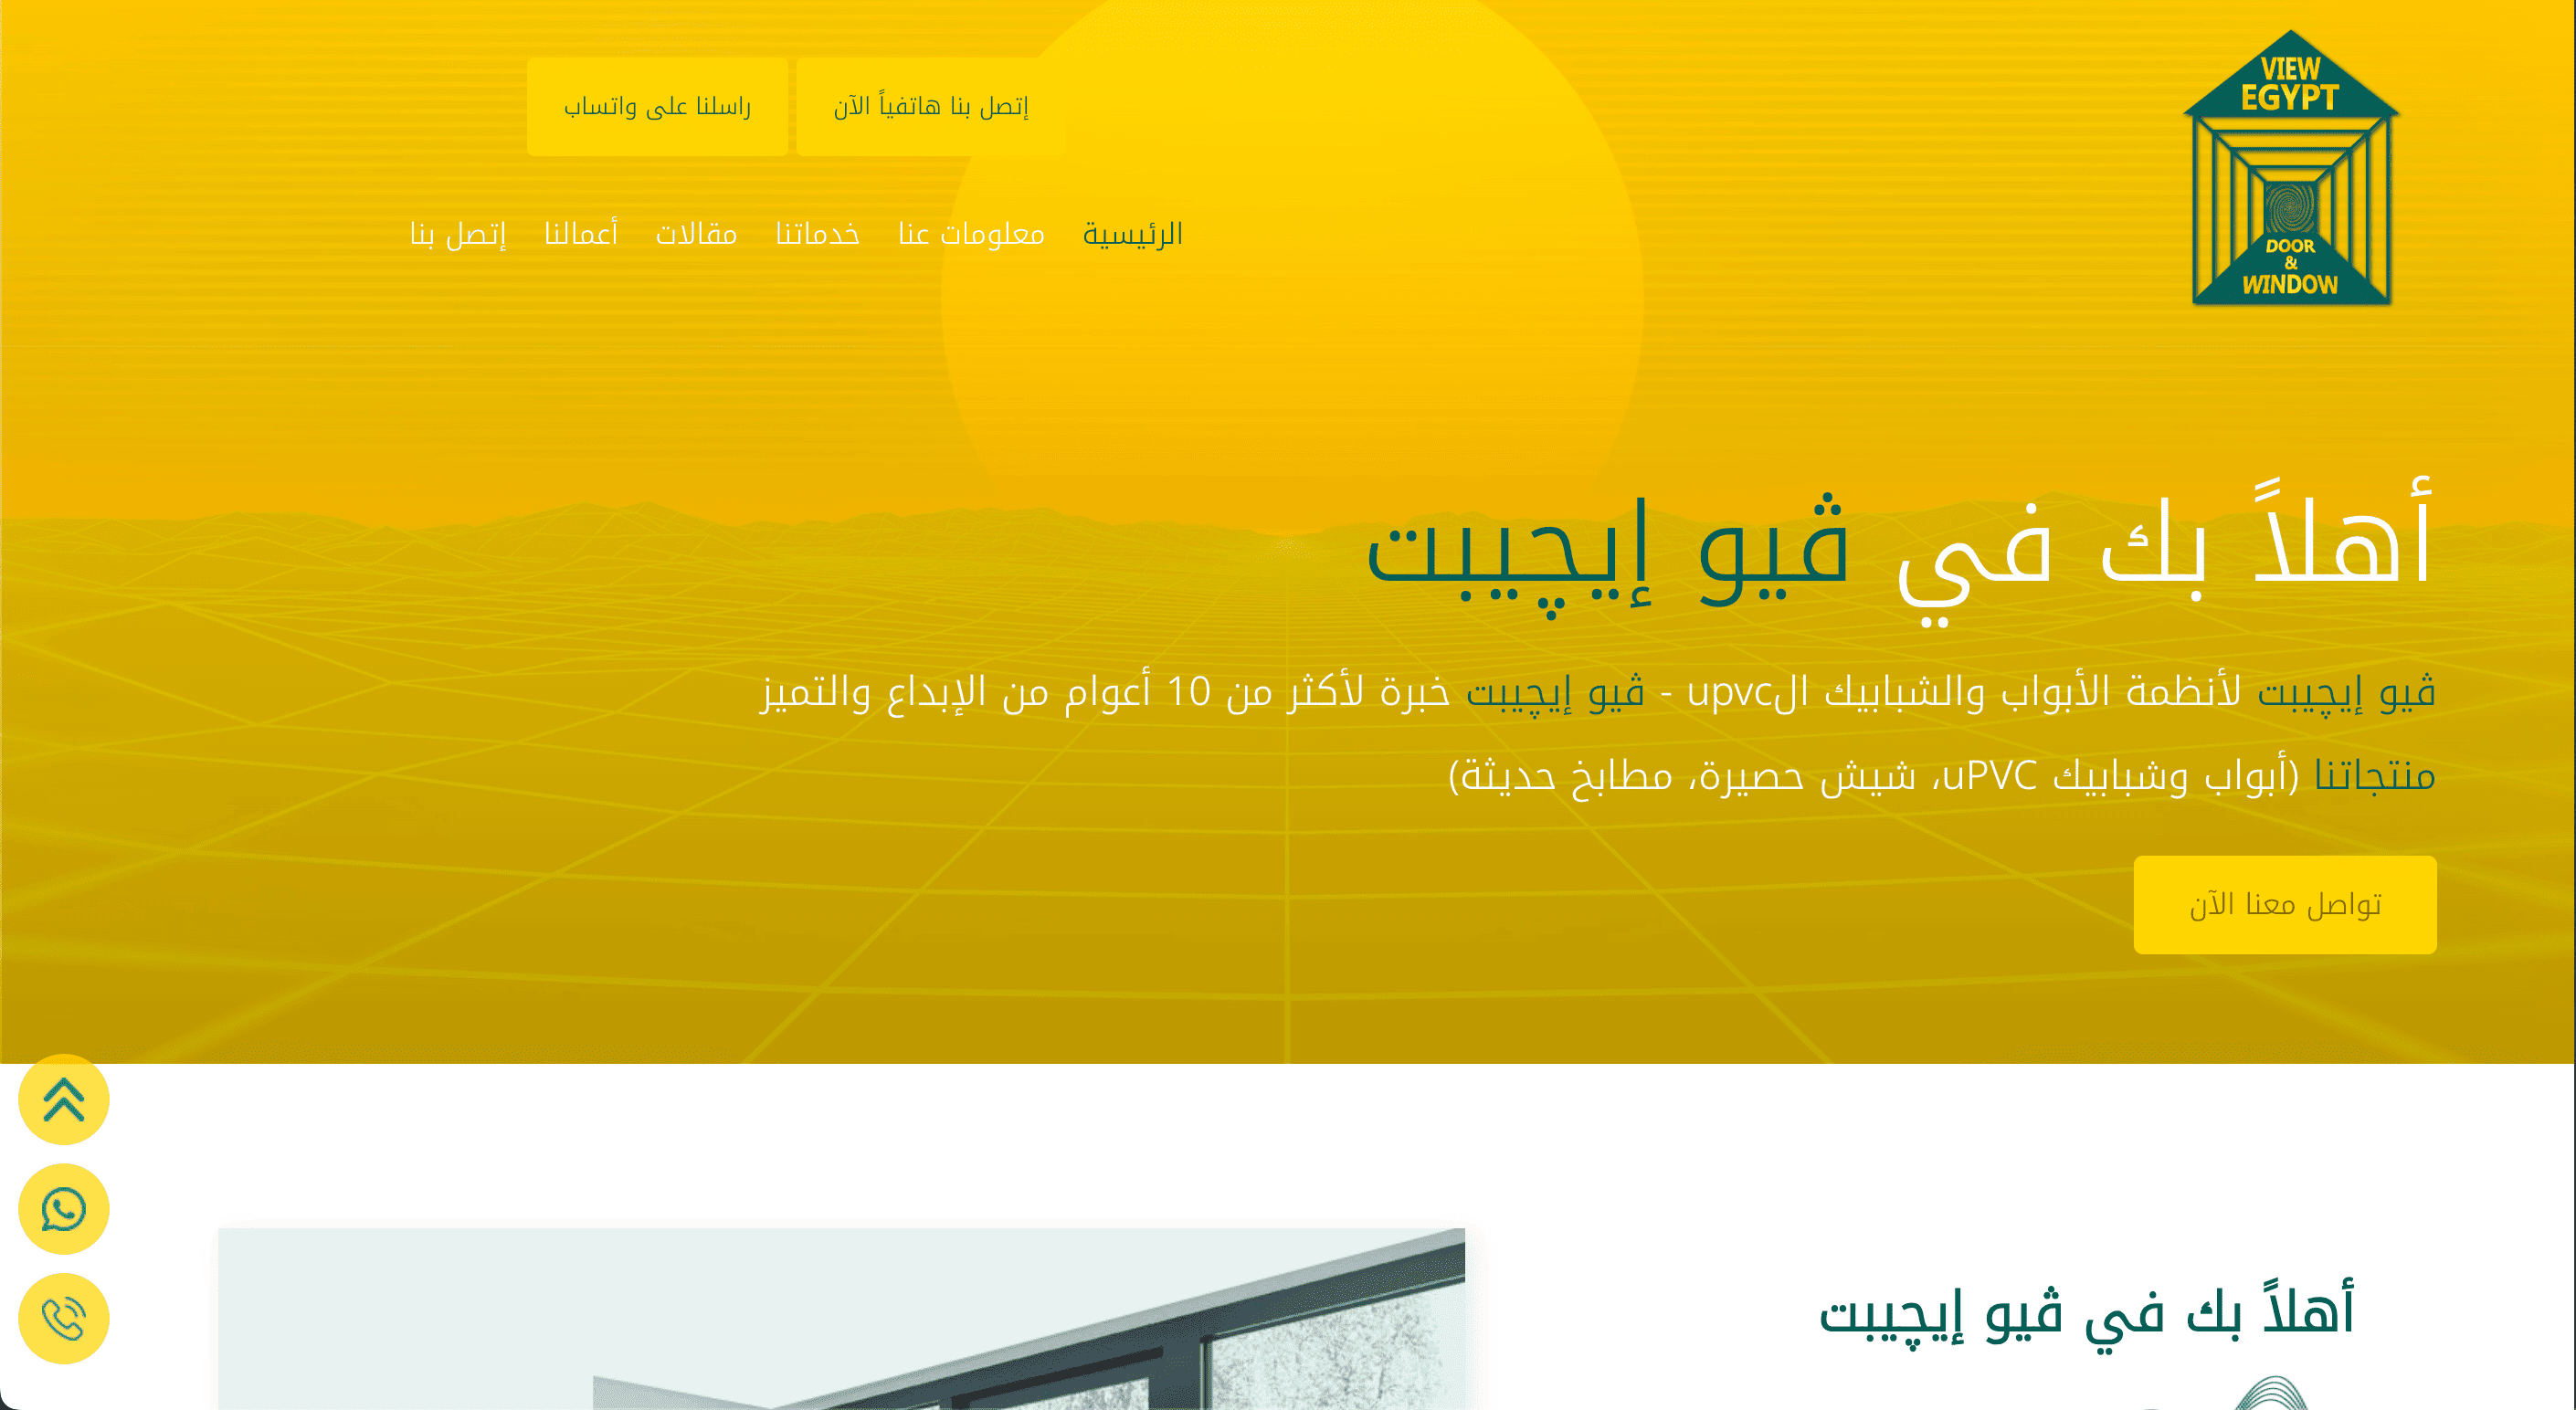 VIEW
EGYPT
DOOR
&
WINDOW
إتصل بنا هاتفياً الآن
راسلنا على واتساب
الرئيسية
معلومات عنا
خدماتنا
مقالات
أعمالنا
إتصل بنا
أهلاً بك في ڤيو إيچيبت
ڤيو إيچيبت لأنظمة الأبواب والشبابيك الupvc - ڤيو إيچيبت خبرة لأكثر من 10 أعوام من الإبداع والتميز
منتجاتنا (أبواب وشبابيك uPVC، شيش حصيرة، مطابخ حديثة)
تواصل معنا الآن
أهلاً بك في ڤيو إيچيبت